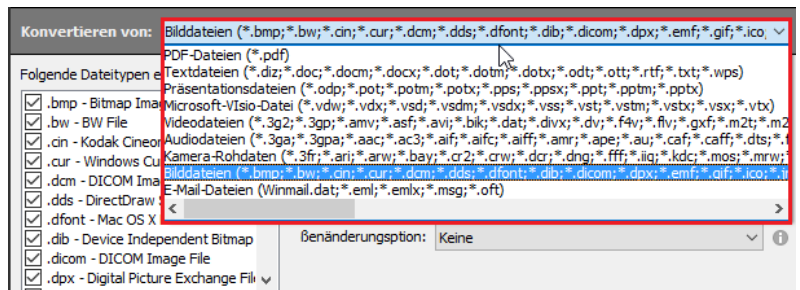 Konvertieren von: Bilddateien (*.bmp;*.bw;*.cin;*.cur;*.dcm;*.dds;*.dfont;*.dib;*.dicom;*.dpx;*.emf;*.gif;*.ico;
PDF-Dateien (*.pdf)
Folgende Dateitypen e
Textdateien (*.diz;*.doc;*.docm;*.docx;*.dot;*.dotm;*.dotx;*.odt;*.ott;*.rtf;*.txt;*.wps)
Präsentationsdateien (*.odp;*.pot;*.potm;*.potx;*.pps;*.ppsx;*.ppt;*.pptm;*.pptx)
.bmp - Bitmap Imag
Microsoft-Visio-Datei (*.vdw;*.vdx;*.vsd;*.vsdm;*.vsdx;*.vss;*.vst;*.vstm;*.vstx;*.vsx;*.vtx)
.bw - BW File
Videodateien (*.3g2;*.3gp;*.amv;*.asf;*.avi;*.bik;*.dat;*.divx;*.dv;*.f4v;*.flv;*.gxf;*.m2t;*.m2
.cin - Kodak Cineon
Audiodateien (*.3ga;*.3gpa;*.aac;*.ac3;*.aif;*.aifc;*.aiff;*.amr;*.ape;*.au;*.caf;*.caff;*.dts;*.f
.cur - Windows Cu
Kamera-Rohdaten (*.3fr;*.ari;*.arw;*.bay;*.cr2;*.crw;*.dcr;*.dng;*.fff;*.iiq;*.kdc;*.mos;*.mrw;*
.dcm - DICOM Ima
Bilddateien (*.bmp;*.bw;*.cin;*.cur;*.dcm;*.dds;*.dfont;*.dib;*.dicom;*.dpx;*.emf;*.gif;*.ico;*.jn
.dds - DirectDraw S
E-Mail-Dateien (Winmail.dat;*.eml;*.emlx;*.msg;*.oft)
.dfont - Mac OS X
.dib - Device Independent Bitmap
ßenänderungsption: Keine
.dicom - DICOM Image File
.dpx - Digital Picture Exchange File